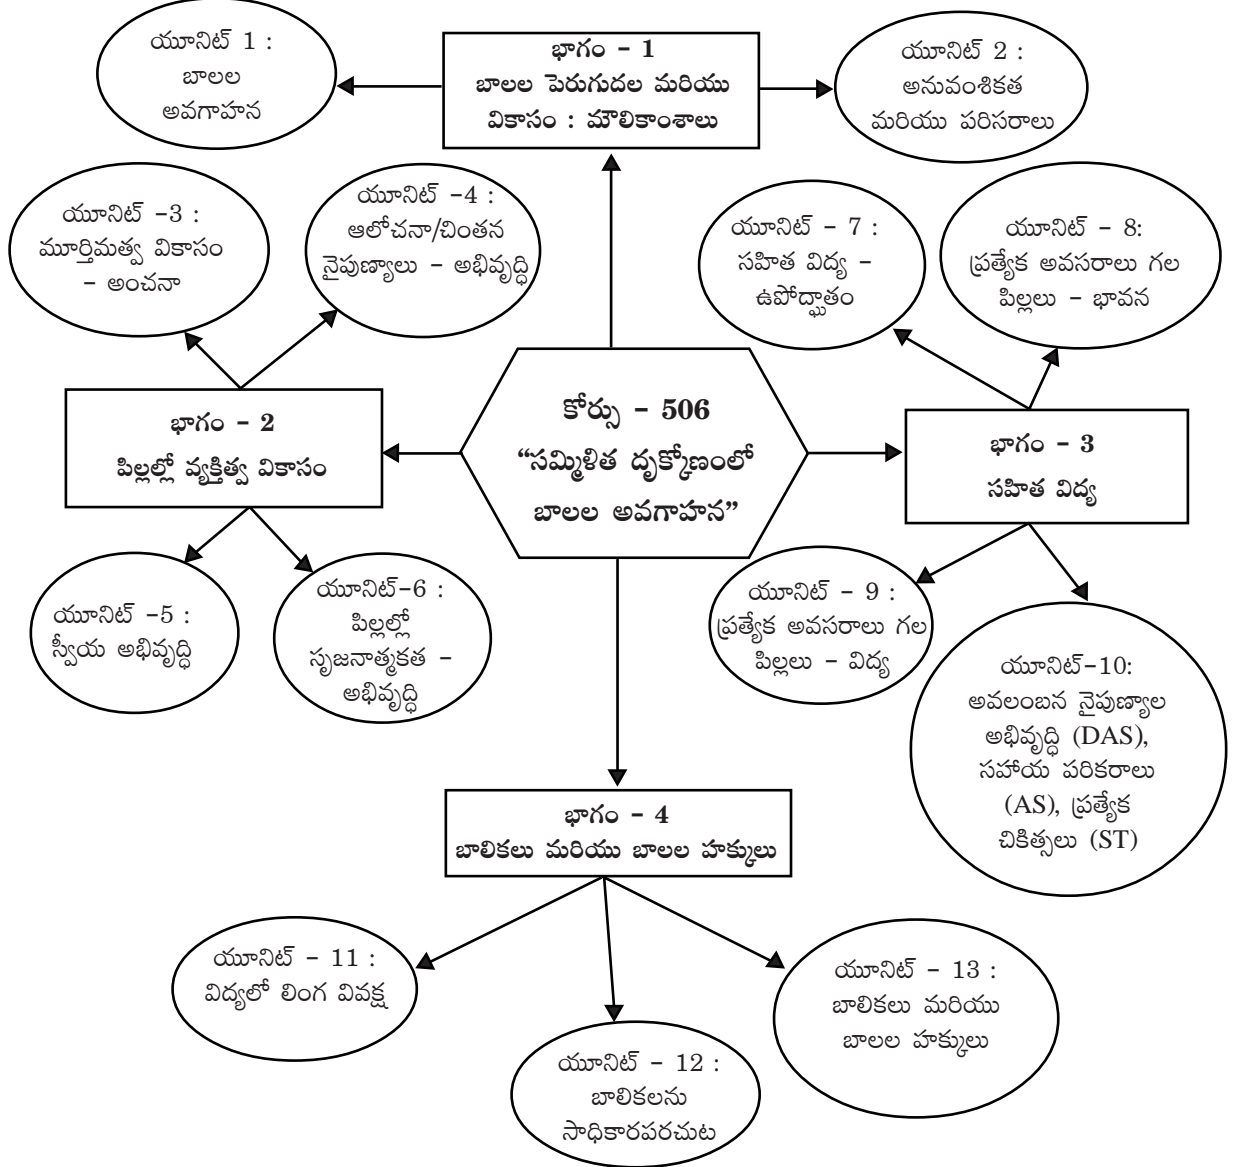 యూనిట్ 1 :
బాలల
అవగాహన
భాగం - 1
బాలల పెరుగుదల మరియు
వికాసం : మౌలికాంశాలు
యూనిట్ 2 :
అనువంశికత
మరియు పరిసరాలు
యూనిట్ -3 :
మూర్తిమత్వ వికాసం
- అంచనా
యూనిట్ -4 :
ఆలోచనా/చింతన
నైపుణ్యాలు - అభివృద్ధి
యూనిట్ - 7 :
సహిత విద్య -
ఉపోద్ఘాతం
యూనిట్ - 8:
ప్రత్యేక అవసరాలు గల
పిల్లలు - భావన
భాగం - 2
పిల్లల్లో వ్యక్తిత్వ వికాసం
కోర్సు - 506
“సమ్మిళిత దృక్కోణంలో
బాలల అవగాహన”
భాగం - 3
సహిత విద్య
యూనిట్ -5 :
స్వీయ అభివృద్ధి
యూనిట్-6 :
పిల్లల్లో
సృజనాత్మకత -
అభివృద్ధి
యూనిట్ - 9 :
ప్రత్యేక అవసరాలు గల
పిల్లలు - విద్య
యూనిట్-10:
అవలంబన నైపుణ్యాల
అభివృద్ధి (DAS),
సహాయ పరికరాలు
(AS), ప్రత్యేక
చికిత్సలు (ST)
భాగం - 4
బాలికలు మరియు బాలల హక్కులు
యూనిట్ - 11 :
విద్యలో లింగ వివక్ష
యూనిట్ - 12 :
బాలికలను
సాధికారపరచుట
యూనిట్ - 13 :
బాలికలు మరియు
బాలల హక్కులు